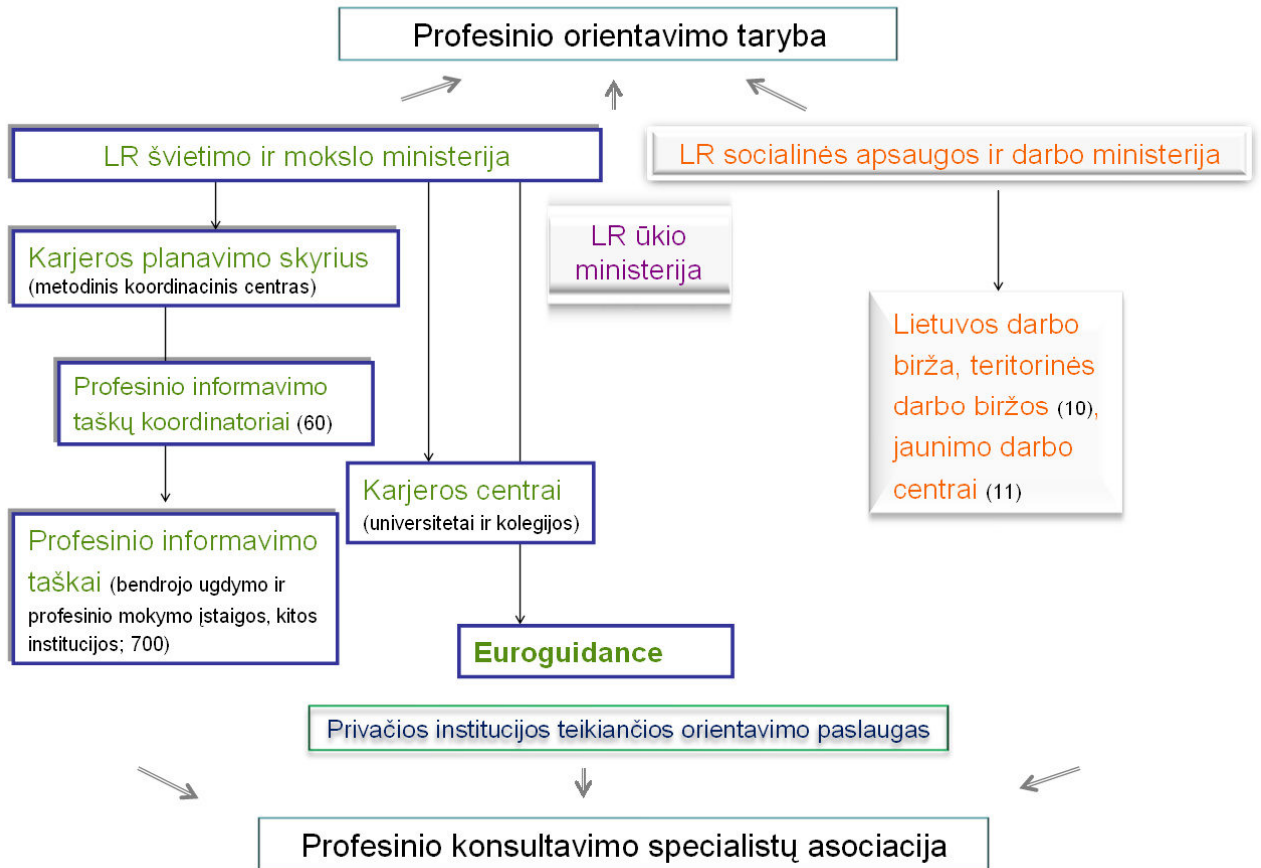 Profesinio orientavimo taryba
LR švietimo ir mokslo ministerija
LR socialinės apsaugos ir darbo ministerija
LR ūkio
ministerija
Karjeros planavimo skyrius
(metodinis koordinacinis centras)
Profesinio informavimo
taškų koordinatoriai (60)
Lietuvos darbo
birža, teritorinės
darbo biržos (10),
jaunimo darbo
centrai (11)
Karjeros centrai
(universitetai ir kolegijos)
Profesinio informavimo
taškai (bendrojo ugdymo ir
profesinio mokymo įstaigos, kitos
institucijos; 700)
Euroguidance
Privačios institucijos teikiančios orientavimo paslaugas
Profesinio konsultavimo specialistų asociacija